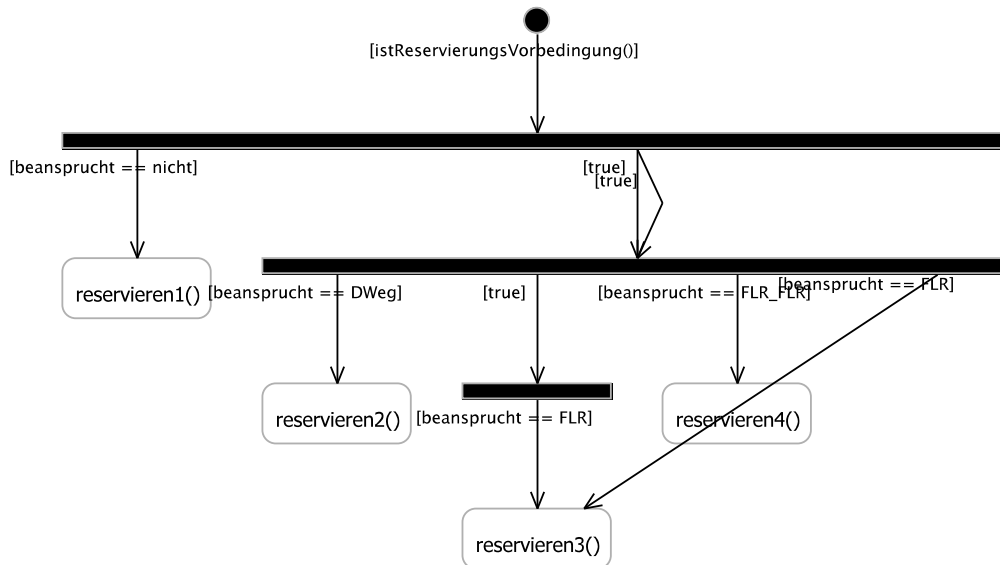 [istReservierungsVorbedingung()]
[beansprucht == nicht]
[true]
[true]
reservieren1()
[beansprucht == DWeg]
[true]
[beansprucht == FLR_FLR]
[beansprucht == FLR]
reservieren2()
[beansprucht == FLR]
reservieren4()
reservieren3()